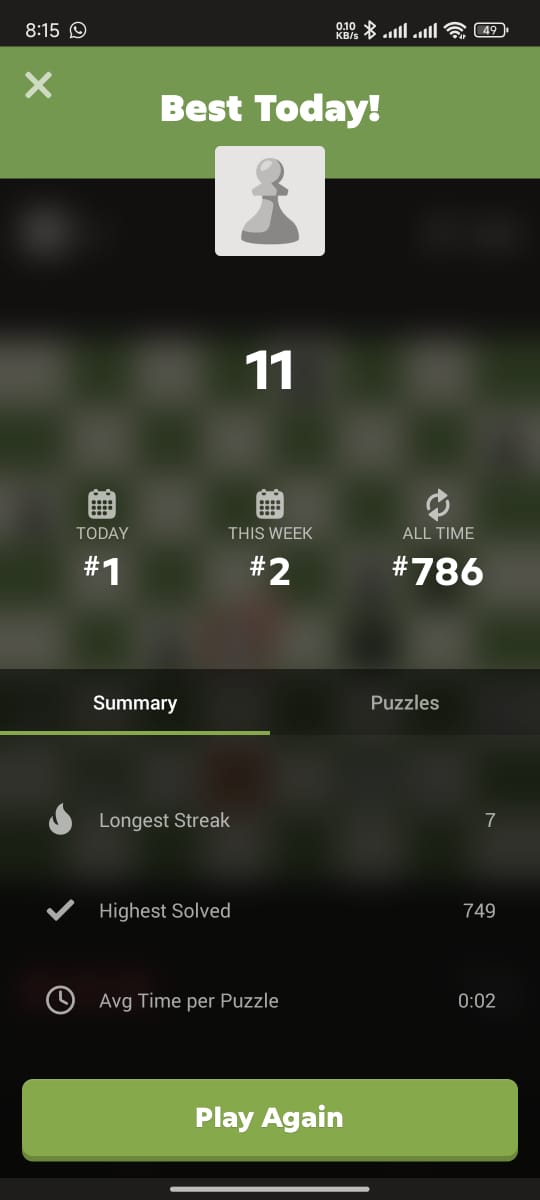 8:15
0.10 KB/s
49
Best Today!
11
TODAY
THIS WEEK
ALL TIME
#1
#2
#786
Summary
Puzzles
Longest Streak
7
Highest Solved
749
Avg Time per Puzzle
0:02
Play Again